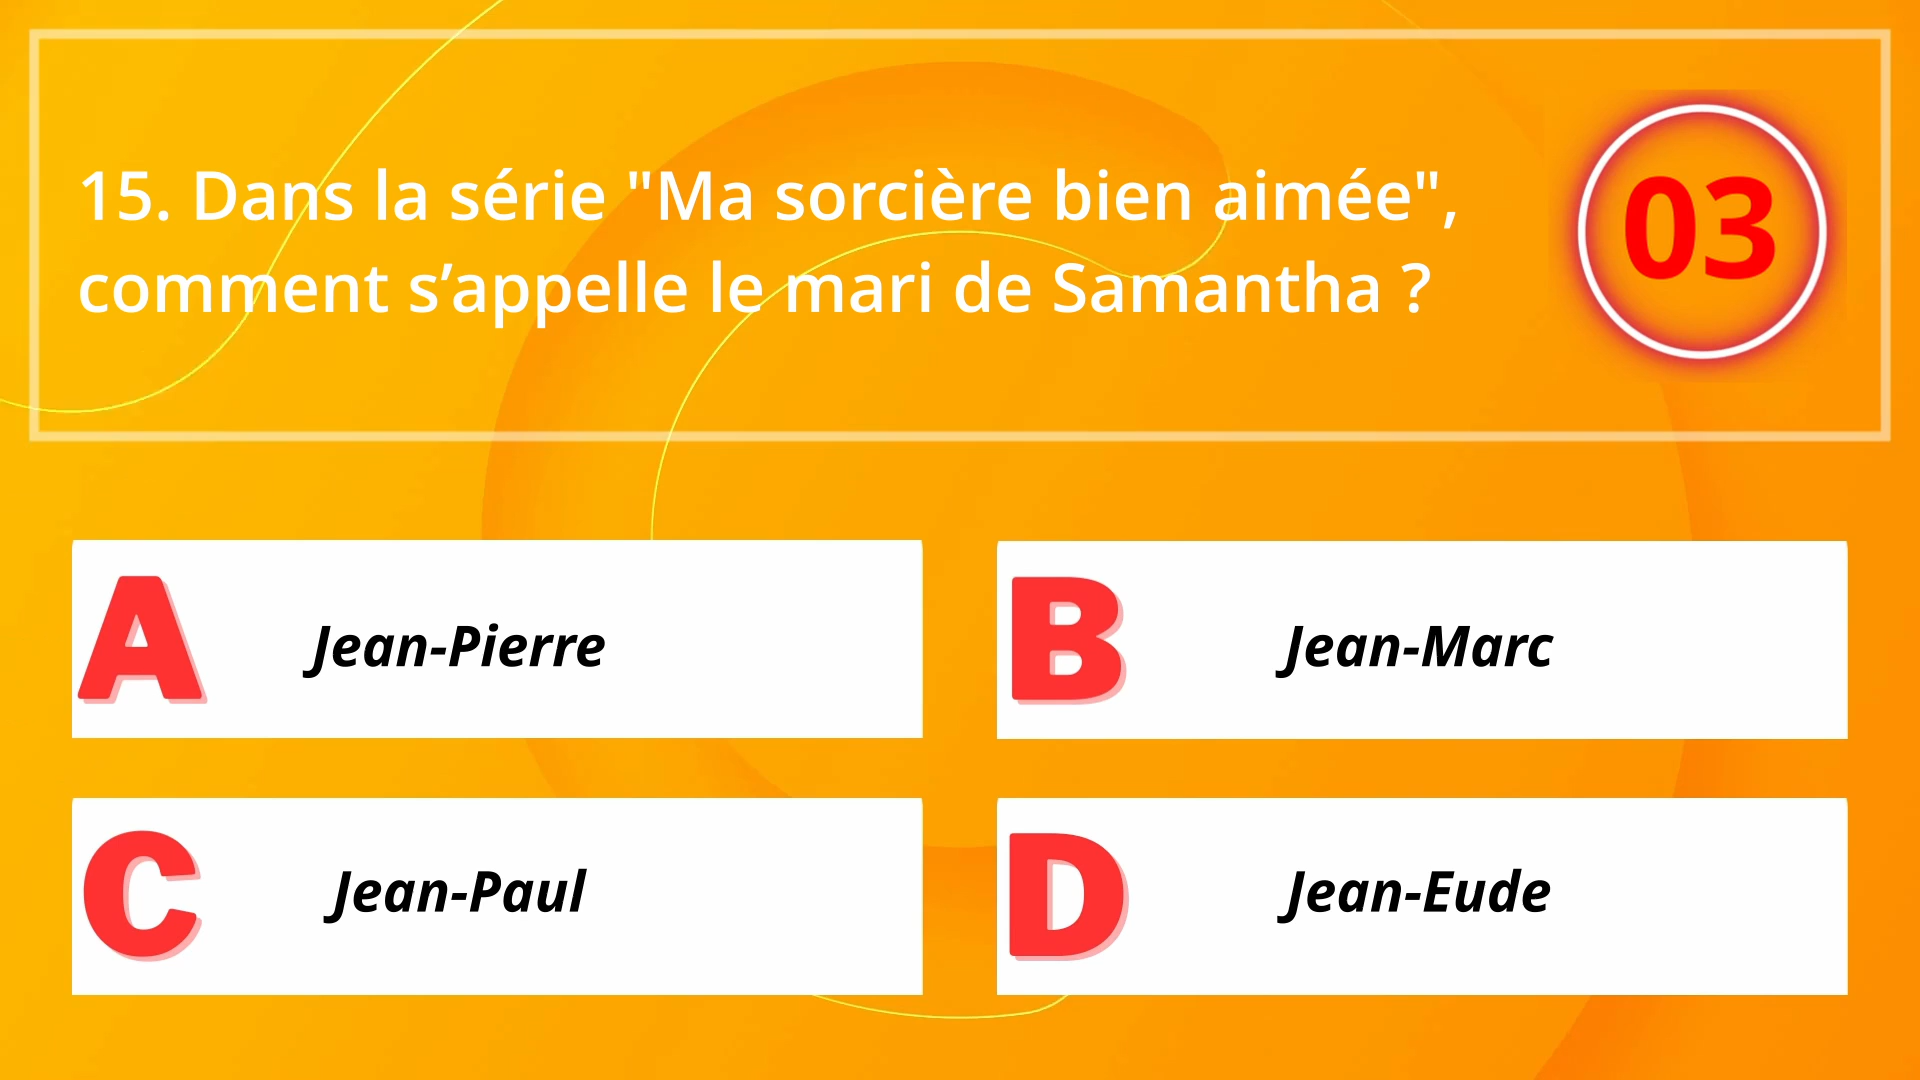 15. Dans la série "Ma sorcière bien aimée",
comment s’appelle le mari de Samantha ?
03
A
Jean-Pierre
B
Jean-Marc
C
Jean-Paul
D
Jean-Eude